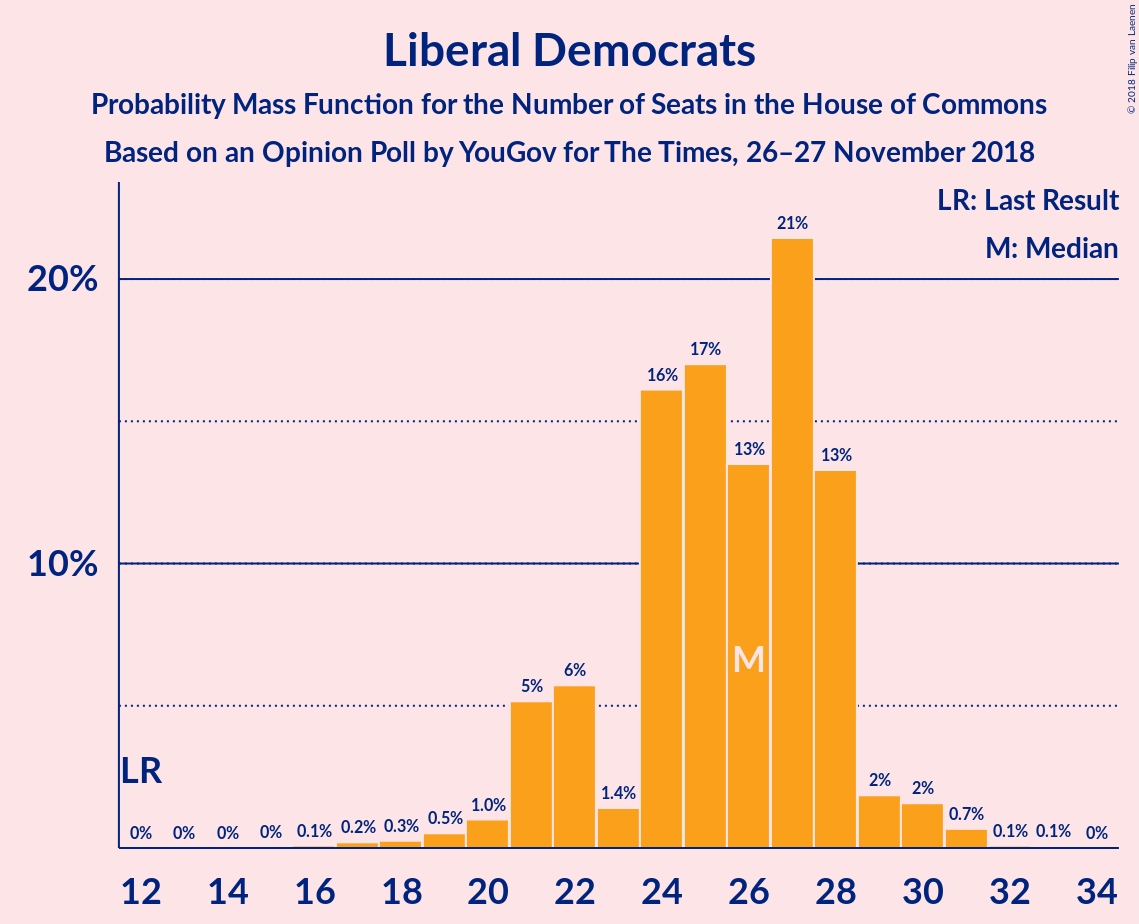 Liberal Democrats
Probability Mass Function for the Number of Seats in the House of Commons
Based on an Opinion Poll by YouGov for The Times, 26–27 November 2018
© 2018 Filip van Laenen
LR: Last Result
M: Median
20%
10%
LR
M
0%
0%
0%
0%
0.1%
0.2%
0.3%
0.5%
1.0%
5%
6%
1.4%
16%
17%
13%
21%
13%
2%
2%
0.7%
0.1%
0.1%
0%
12 14 16 18 20 22 24 26 28 30 32 34